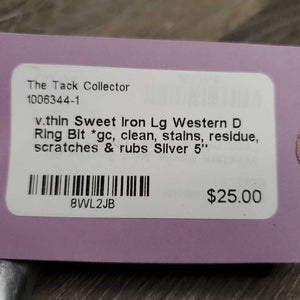 The Tack Collector
1006344-1
v.thin Sweet Iron Lg Western D
Ring Bit *gc, clean, stains, residue,
scratches & rubs Silver 5"
8WL2JB
$25.00